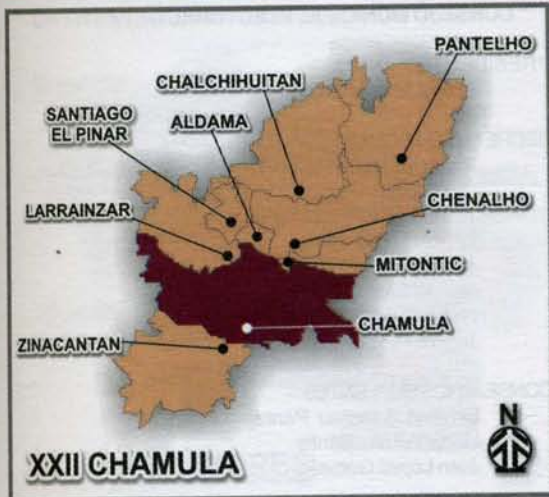 PANTELHO
CHALCHIHUITAN
SANTIAGO
EL PINAR
ALDAMA
LARRAINZAR
CHENALHO
MITONTIC
CHAMULA
ZINACANTAN
XXII CHAMULA
N